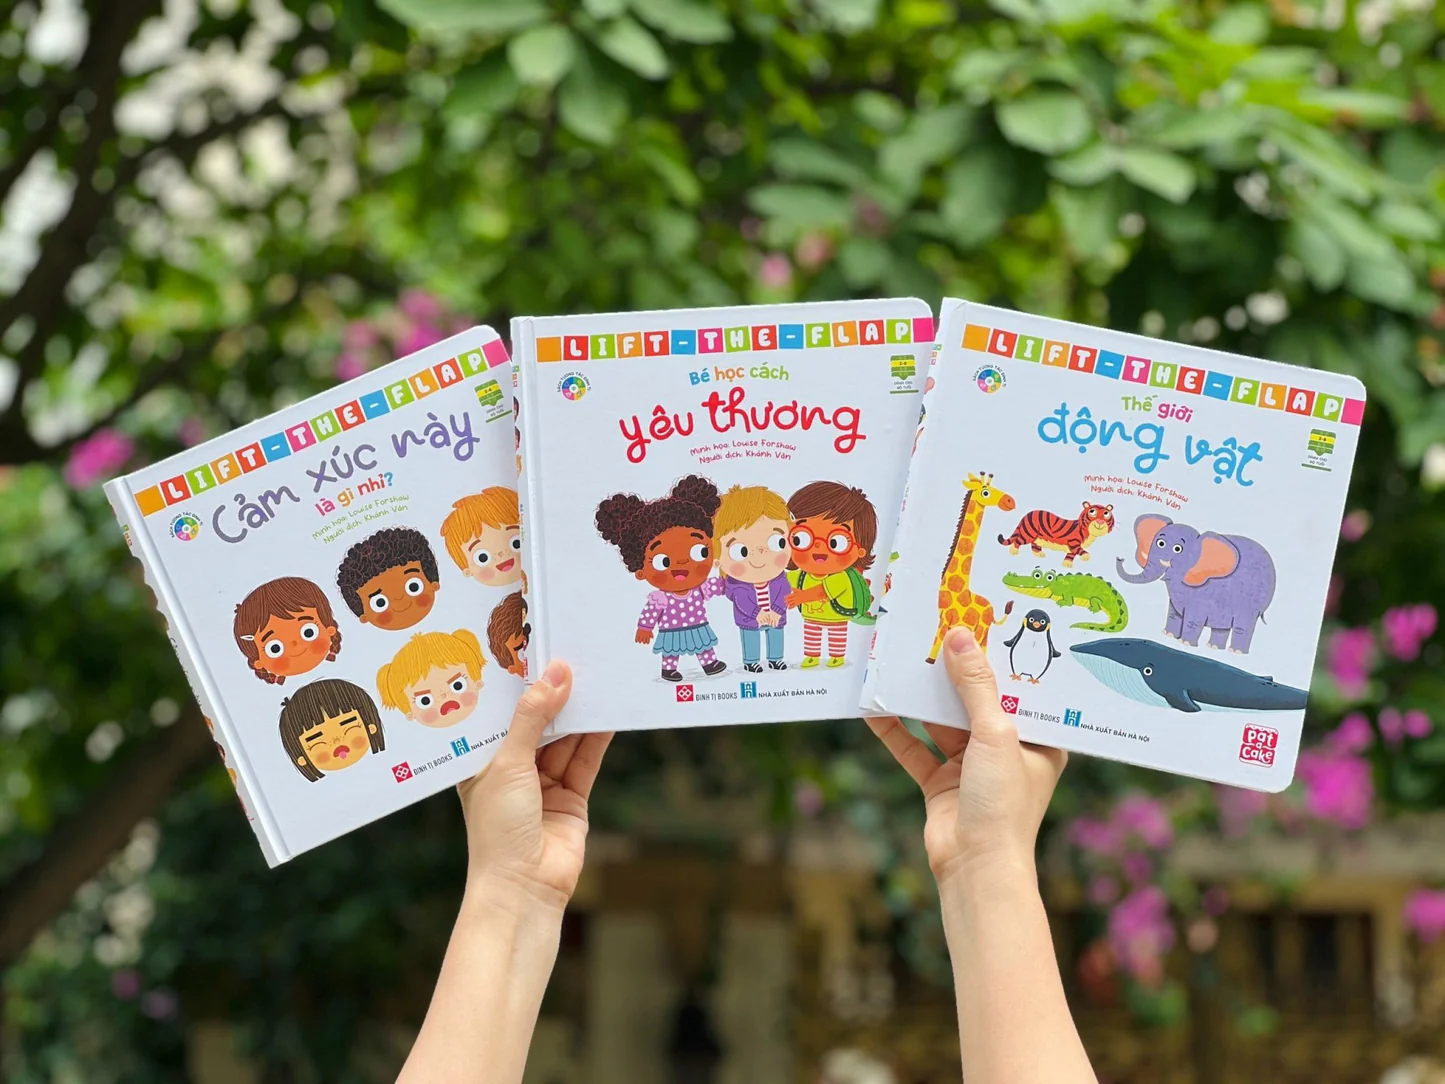 LIFT-THE-FLAP
Cảm xúc này
là gì nhỉ?
Minh họa: Louise Forshaw
Người dịch: Khánh Vân
ĐINH TỊ BOOKS
NHÀ XUẤT BẢN
LIFT-THE-FLAP
Bé học cách
yêu thương
Minh họa: Louise Forshaw
Người dịch: Khánh Vân
ĐINH TỊ BOOKS
NHÀ XUẤT BẢN HÀ NỘI
LIFT-THE-FLAP
Thế giới
động vật
Minh họa: Louise Forshaw
Người dịch: Khánh Vân
ĐINH TỊ BOOKS
NHÀ XUẤT BẢN HÀ NỘI
pat
a
cake